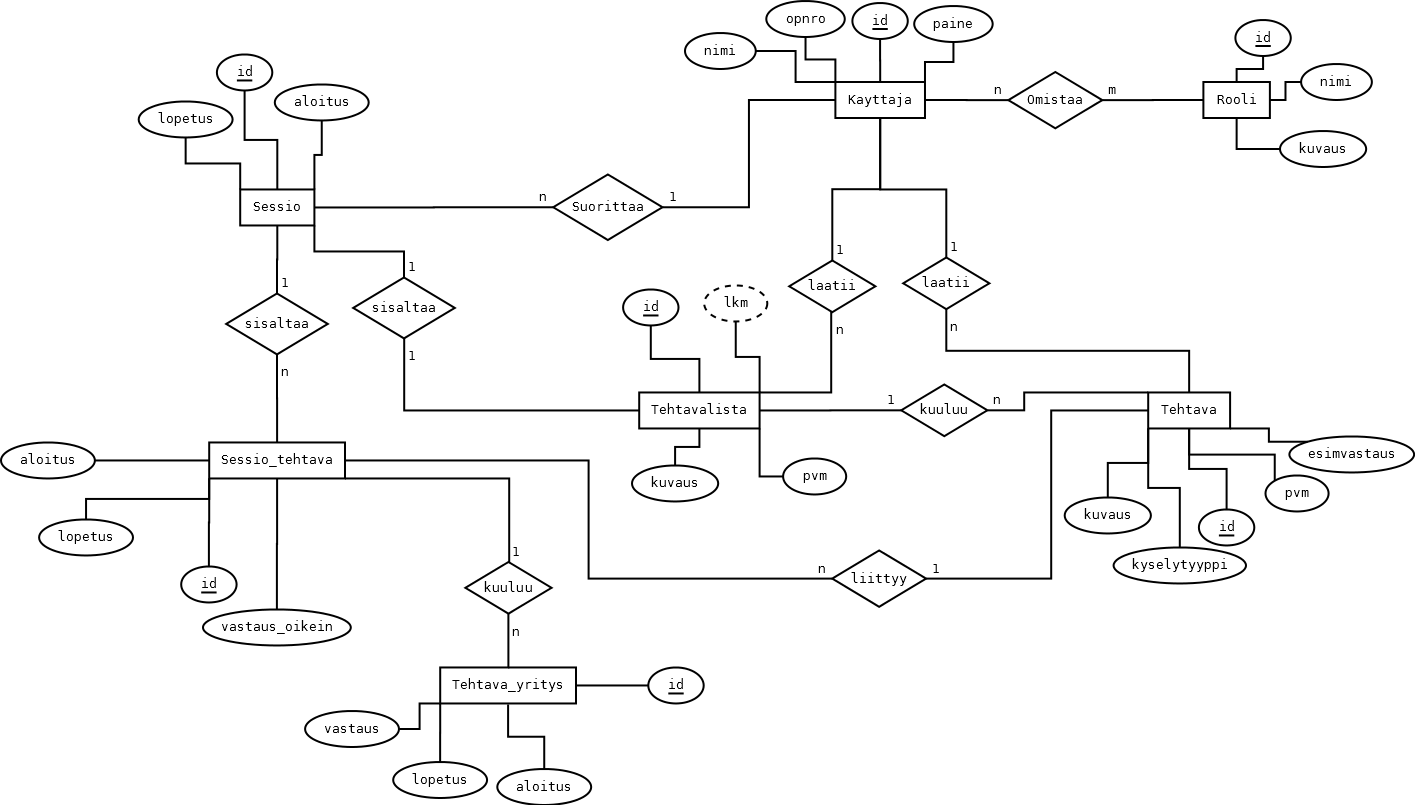 opnro
id
paine
nimi
id
nimi
Kayttaja
n
Omistaa
m
Rooli
kuvaus
id
aloitus
lopetus
Sessio
n
Suorittaa
1
1
sisaltaa
n
1
sisaltaa
1
1
laatii
n
1
laatii
n
id
lkm
Tehtavalista
1
kuuluu
n
Tehtava
kuvaus
pvm
esimvastaus
pvm
kuvaus
id
kyselytyyppi
aloitus
Sessio_tehtava
lopetus
id
vastaus_oikein
1
kuuluu
n
n
liittyy
1
Tehtava_yritys
id
vastaus
lopetus
aloitus